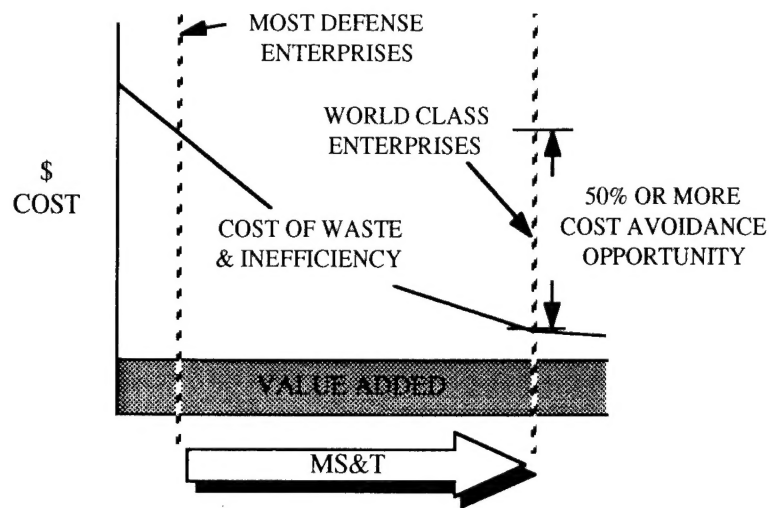 MOST DEFENSE
ENTERPRISES
WORLD CLASS
ENTERPRISES
$
COST
50% OR MORE
COST AVOIDANCE
OPPORTUNITY
COST OF WASTE
& INEFFICIENCY
VALUE ADDED
MS&T